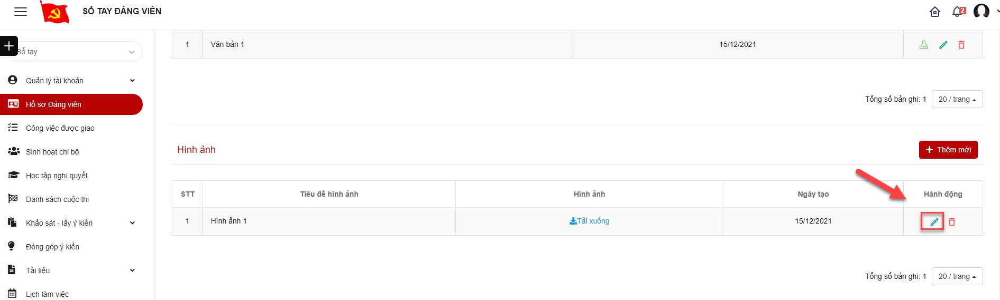 SỔ TAY ĐẢNG VIÊN
2
Sổ tay
Quản lý tài khoản
Hồ sơ Đảng viên
Công việc được giao
Sinh hoạt chi bộ
Học tập nghị quyết
Danh sách cuộc thi
Khảo sát - lấy ý kiến
Đóng góp ý kiến
Tài liệu
Lịch làm việc
1 Văn bản 1 15/12/2021
Tổng số bản ghi: 1 20 / trang
Hình ảnh
Thêm mới
STT Tiêu đề hình ảnh Hình ảnh Ngày tạo Hành động
1 Hình ảnh 1 Tải xuống 15/12/2021
Tổng số bản ghi: 1 20 / trang